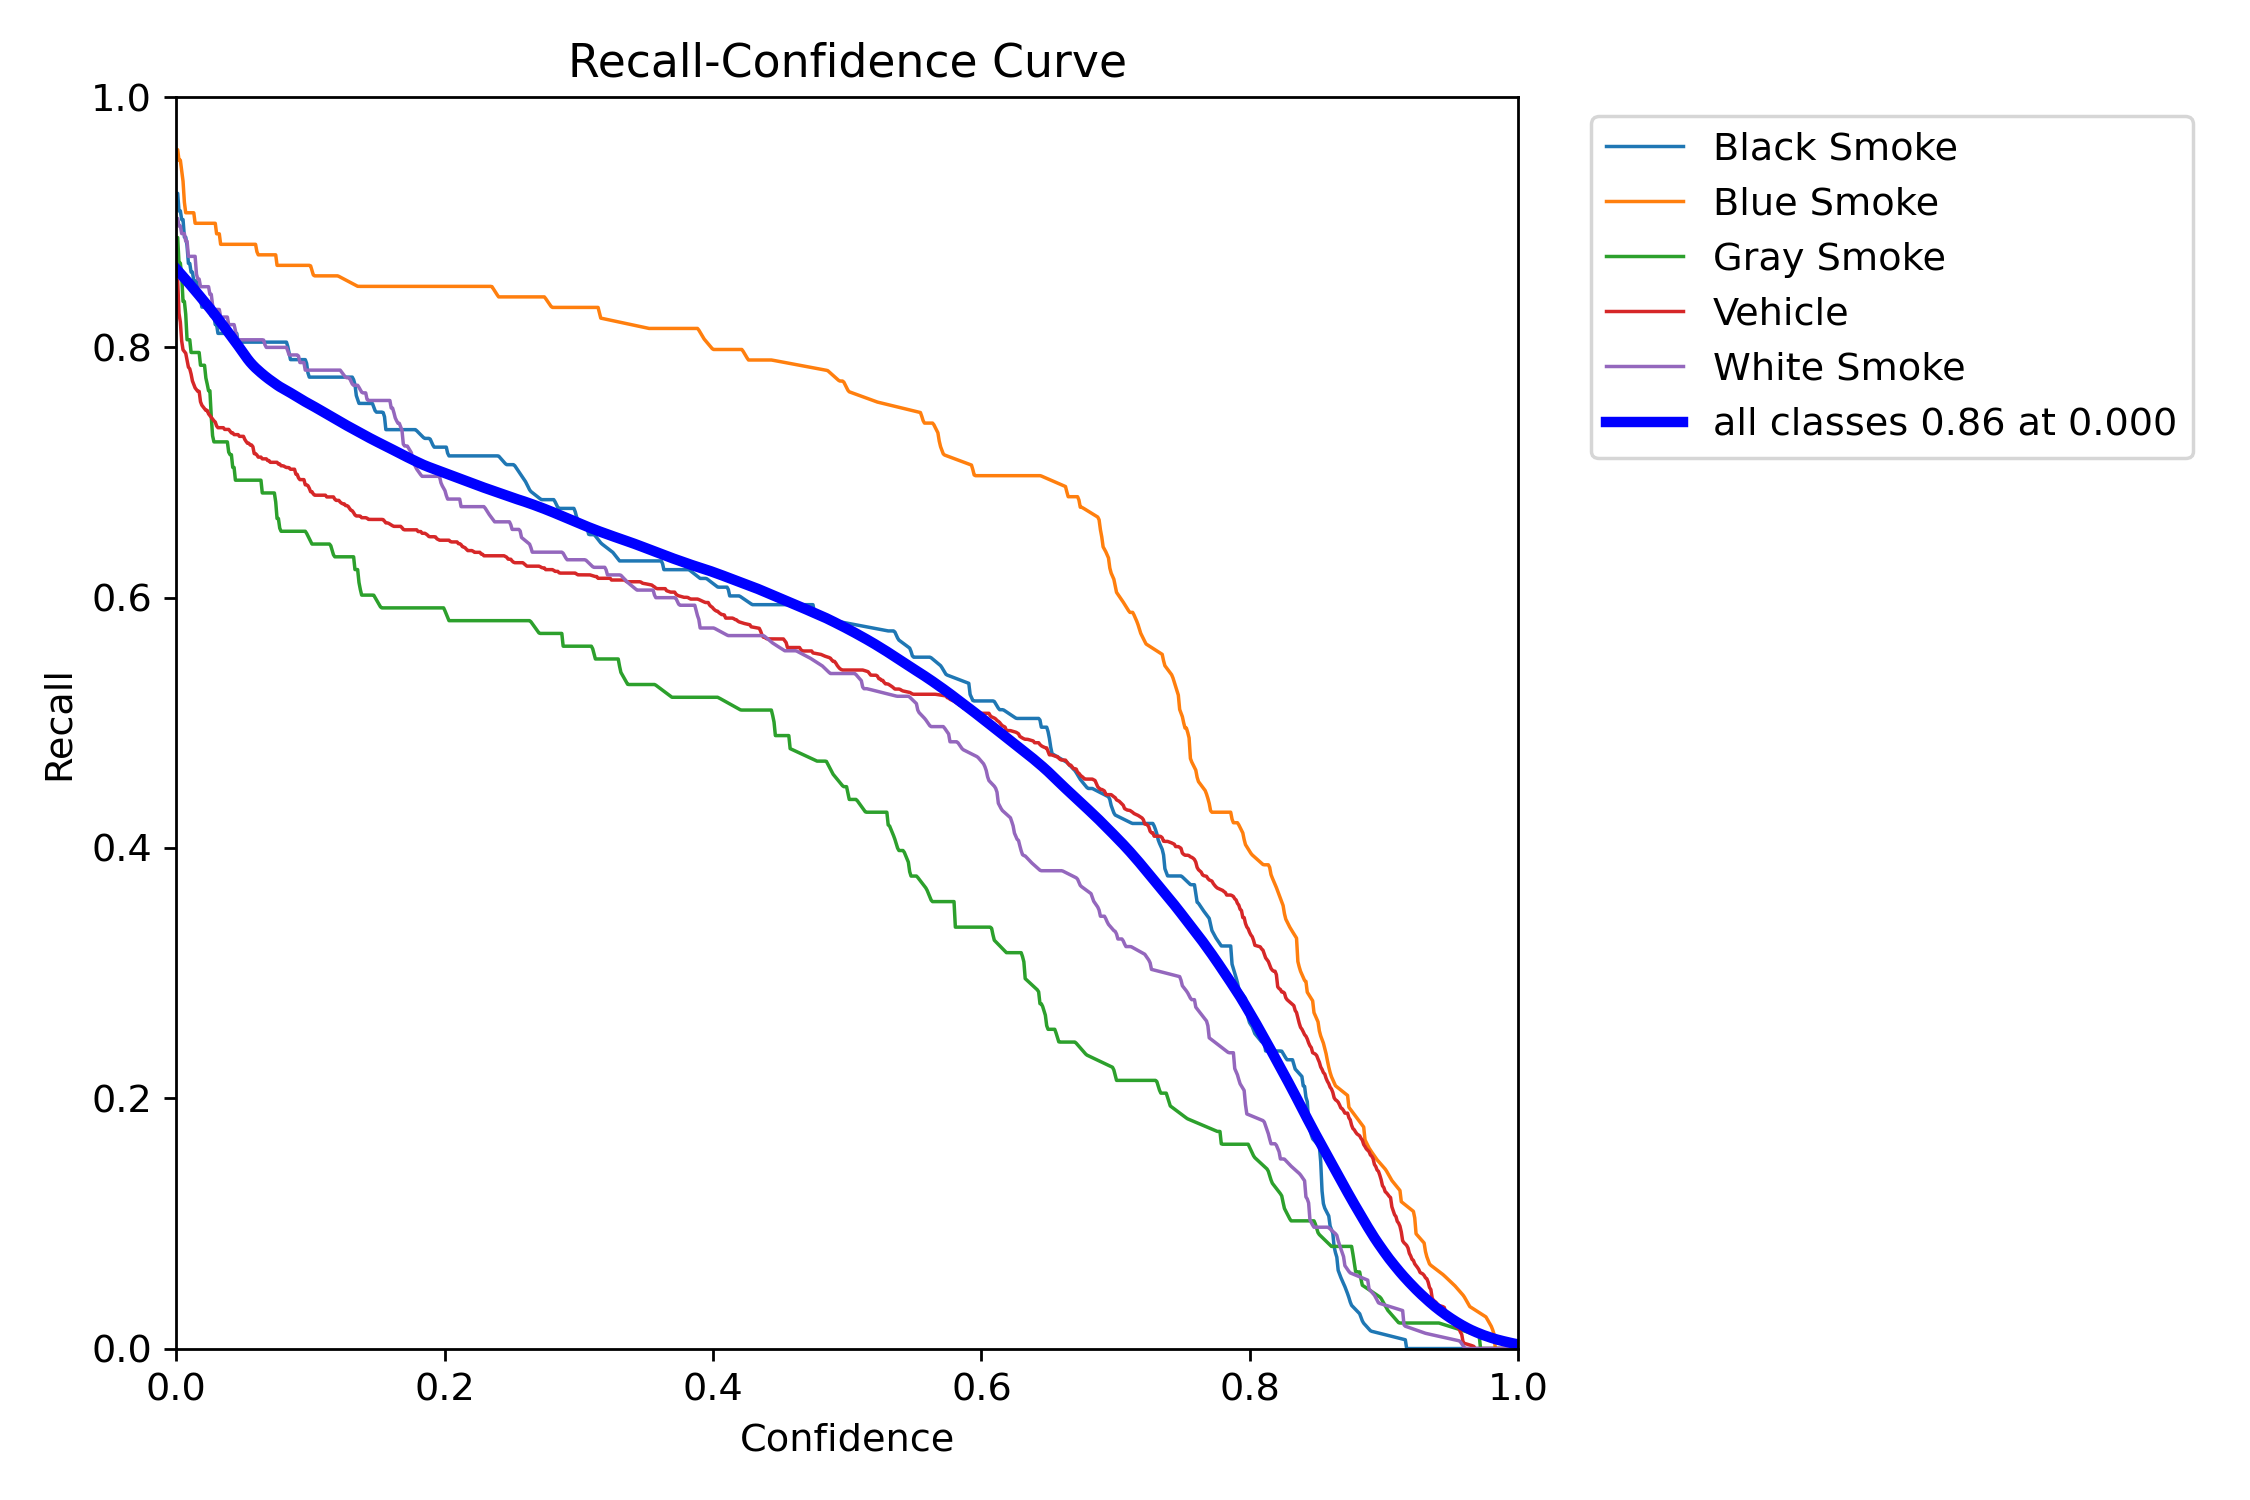 Recall-Confidence Curve
1.0
0.8
0.6
0.4
0.2
0.0
Recall
0.0 0.2 0.4 0.6 0.8 1.0
Confidence
Black Smoke
Blue Smoke
Gray Smoke
Vehicle
White Smoke
all classes 0.86 at 0.000